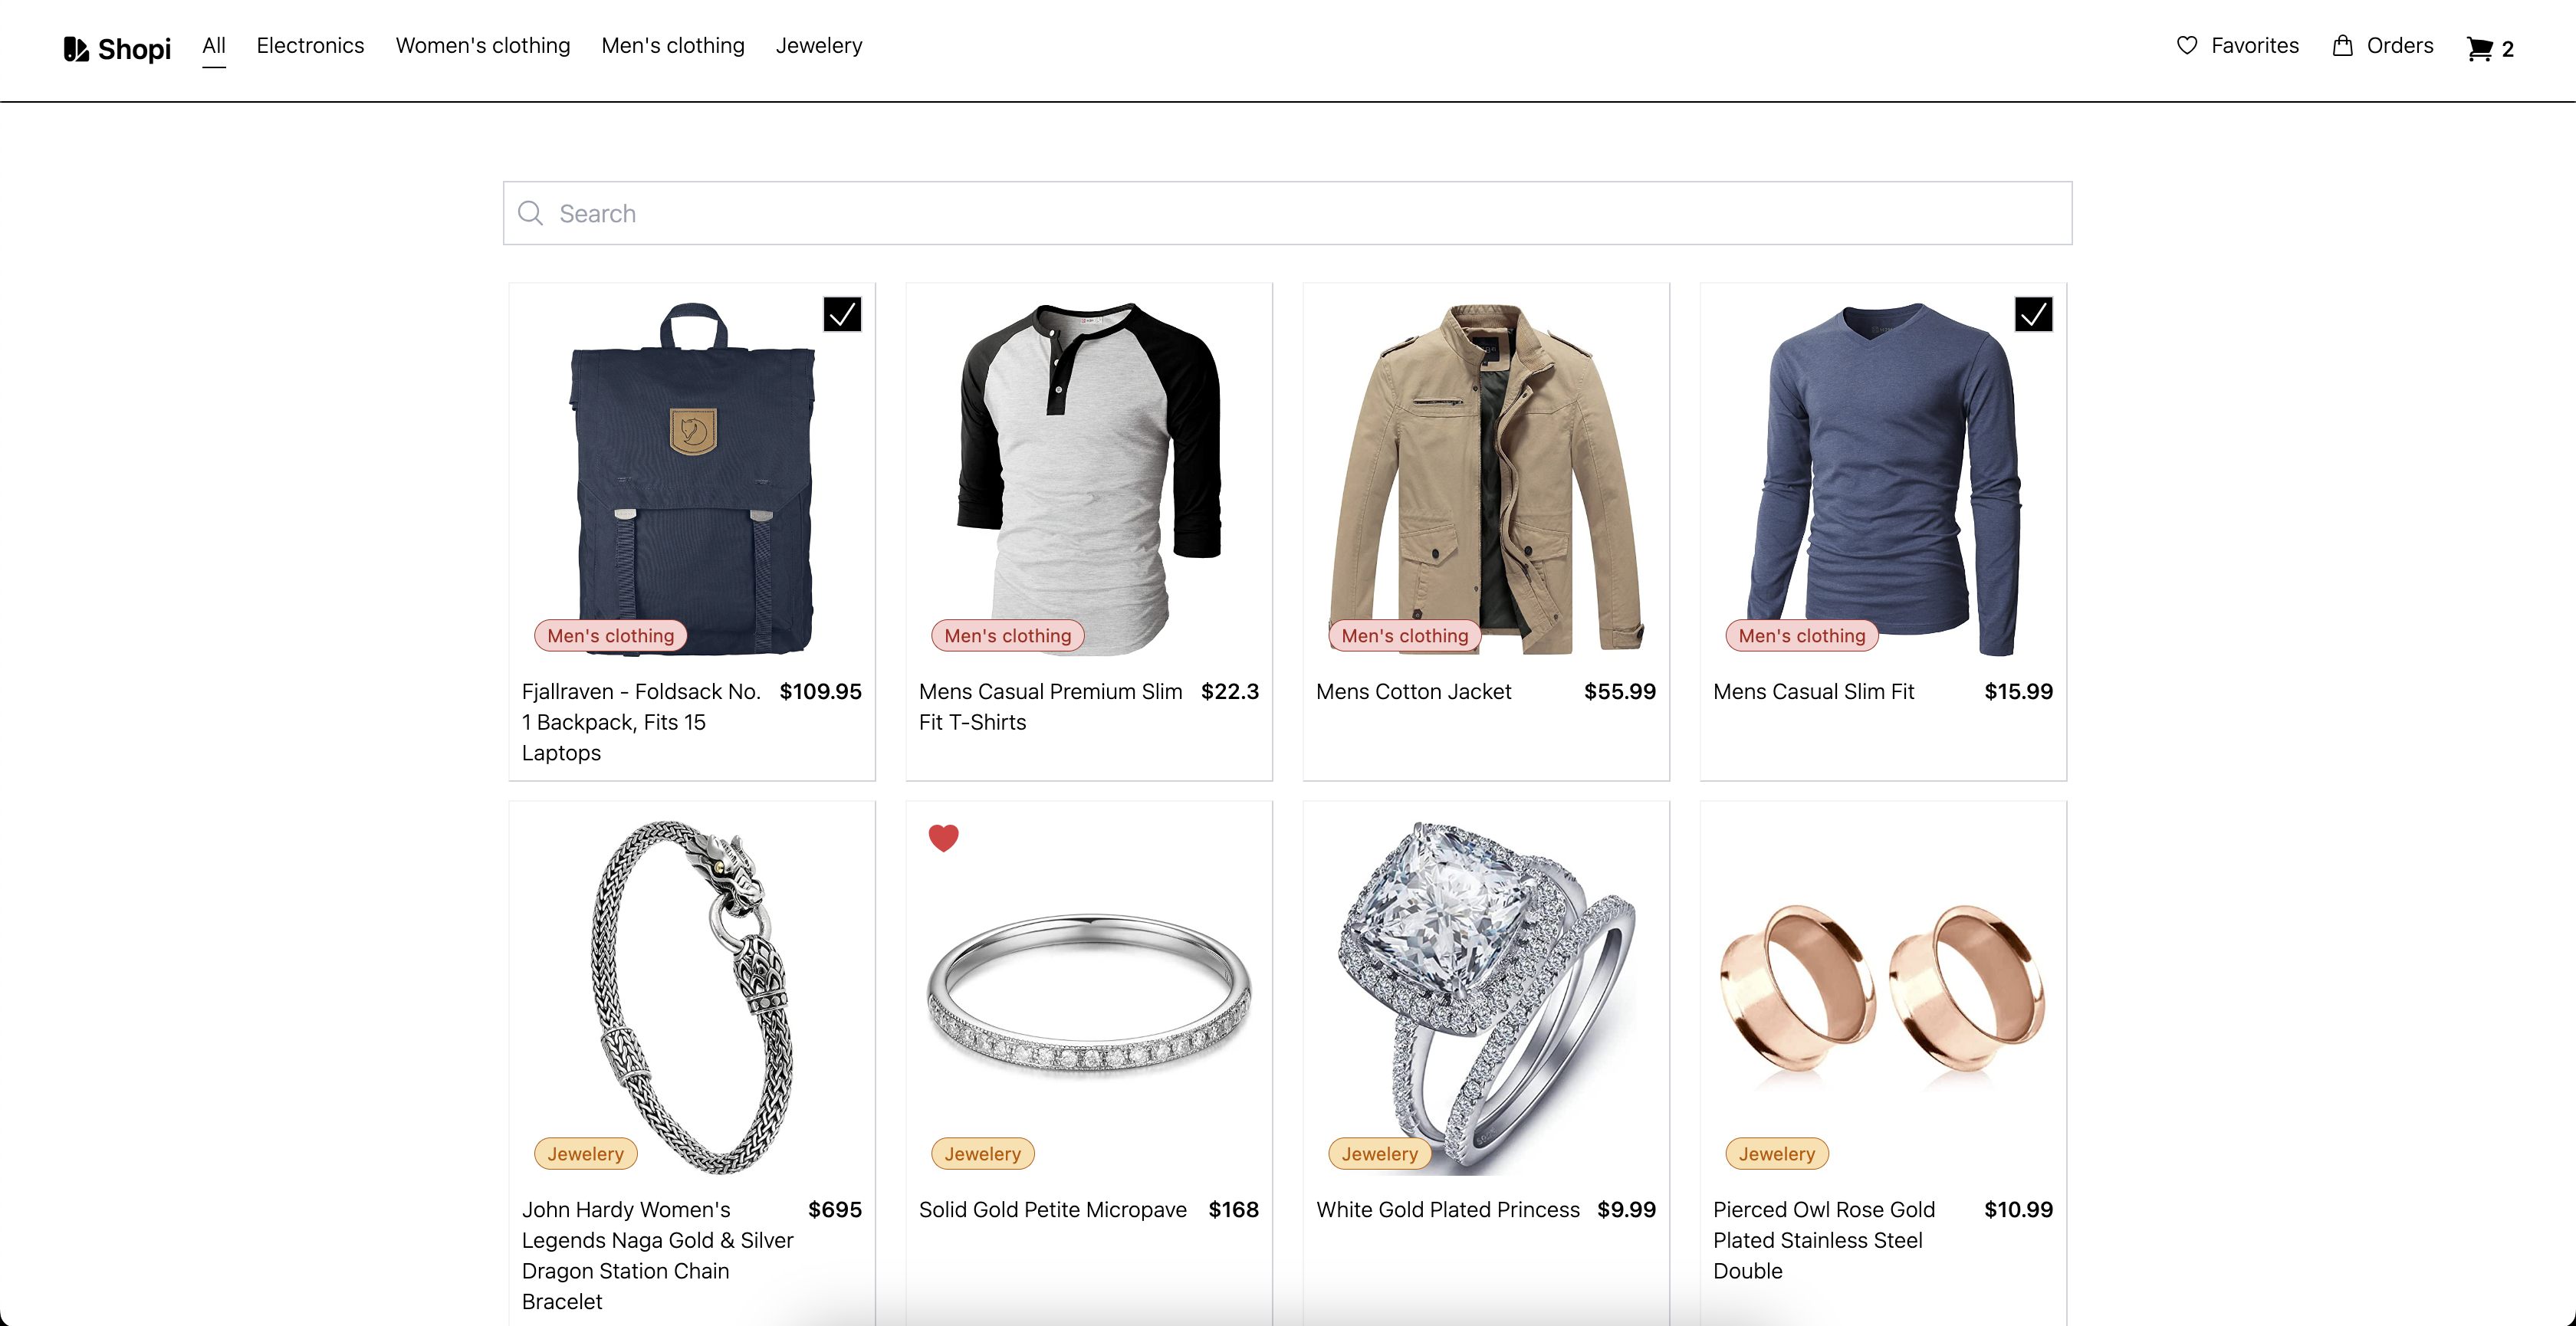 Shopi All Electronics Women's clothing Men's clothing Jewelery Favorites Orders 2
Search
Men's clothing
Fjallraven - Foldsack No. $109.95
1 Backpack, Fits 15
Laptops
Men's clothing
Mens Casual Premium Slim $22.3
Fit T-Shirts
Men's clothing
Mens Cotton Jacket $55.99
Men's clothing
Mens Casual Slim Fit $15.99
Jewelery
John Hardy Women's $695
Legends Naga Gold & Silver
Dragon Station Chain
Bracelet
Jewelery
Solid Gold Petite Micropave $168
Jewelery
White Gold Plated Princess $9.99
Jewelery
Pierced Owl Rose Gold $10.99
Plated Stainless Steel
Double